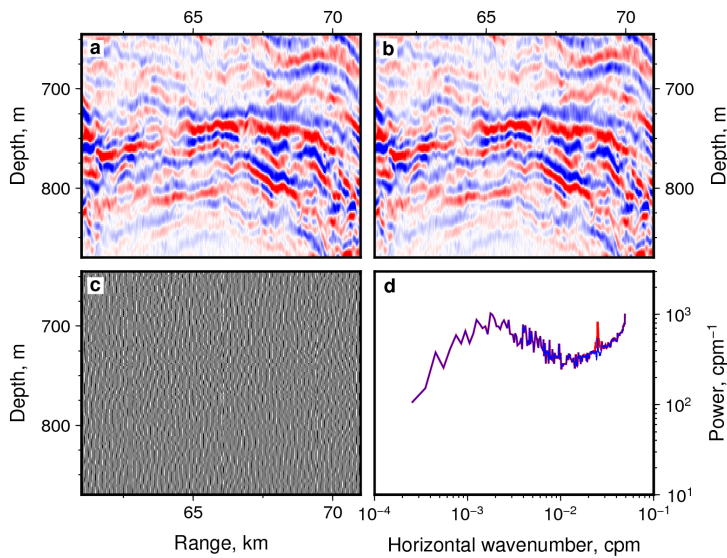 65 70 65 70
a b
700 700
Depth, m Depth, m
800 800
c d
700 10³
Depth, m Power, cpm⁻¹
800 10²
10¹
65 70 10⁻⁴ 10⁻³ 10⁻² 10⁻¹
Range, km Horizontal wavenumber, cpm